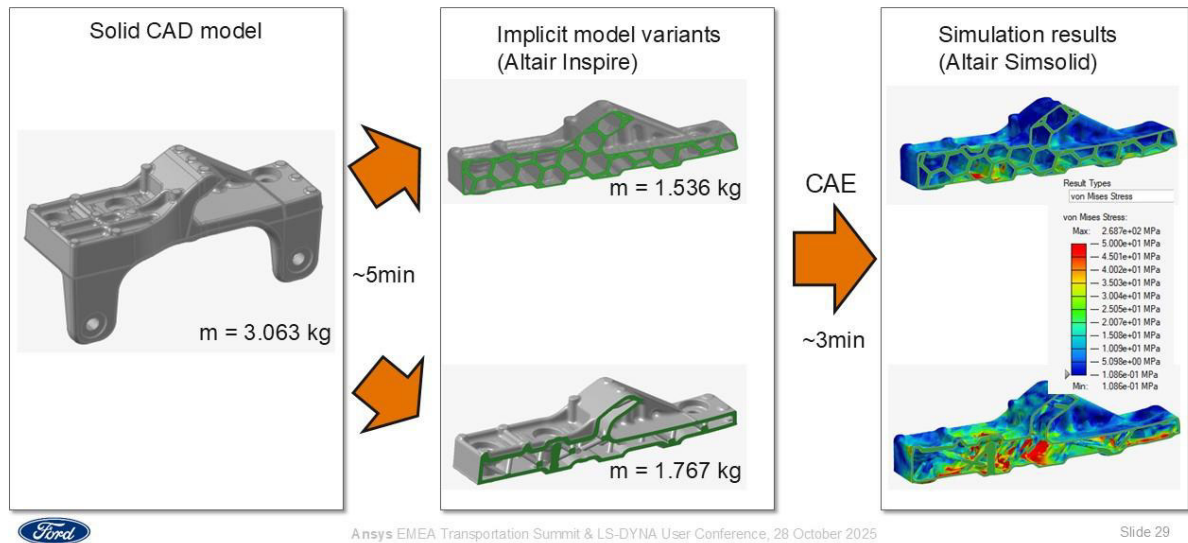 Solid CAD model
m = 3.063 kg
~5min
Implicit model variants
(Altair Inspire)
m = 1.536 kg
m = 1.767 kg
CAE
~3min
Simulation results
(Altair Simsolid)
Result Types
von Mises Stress
von Mises Stress:
Max: 2.687e+02 MPa
5.000e+01 MPa
4.501e+01 MPa
4.002e+01 MPa
3.503e+01 MPa
3.004e+01 MPa
2.505e+01 MPa
2.007e+01 MPa
1.508e+01 MPa
1.009e+01 MPa
5.098e+00 MPa
1.086e-01 MPa
Min: 1.086e-01 MPa
Ford
Ansys EMEA Transportation Summit & LS-DYNA User Conference, 28 October 2025
Slide 29